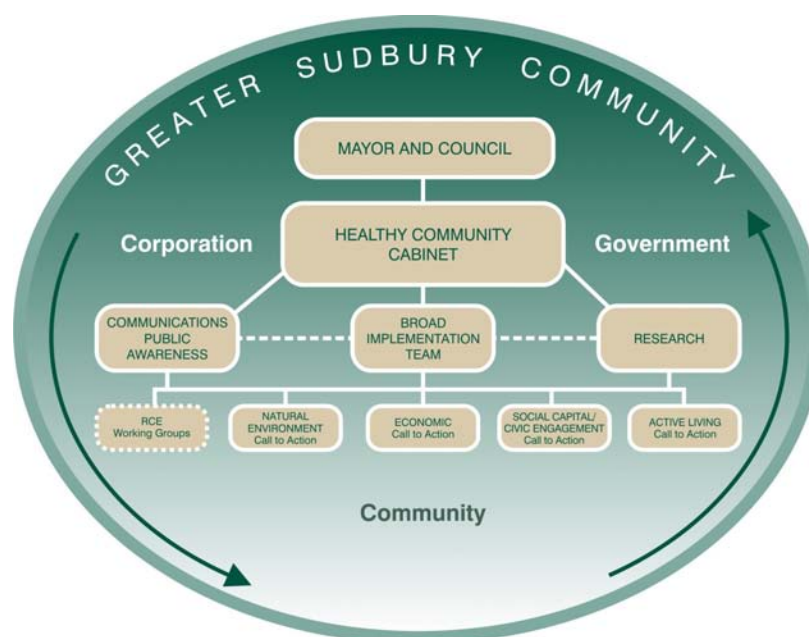 GREATER SUDBURY COMMUNITY
MAYOR AND COUNCIL
Corporation
HEALTHY COMMUNITY
CABINET
Government
COMMUNICATIONS
PUBLIC
AWARENESS
BROAD
IMPLEMENTATION
TEAM
RESEARCH
RCE
Working Groups
NATURAL
ENVIRONMENT
Call to Action
ECONOMIC
Call to Action
SOCIAL CAPITAL/
CIVIC ENGAGEMENT
Call to Action
ACTIVE LIVING
Call to Action
Community